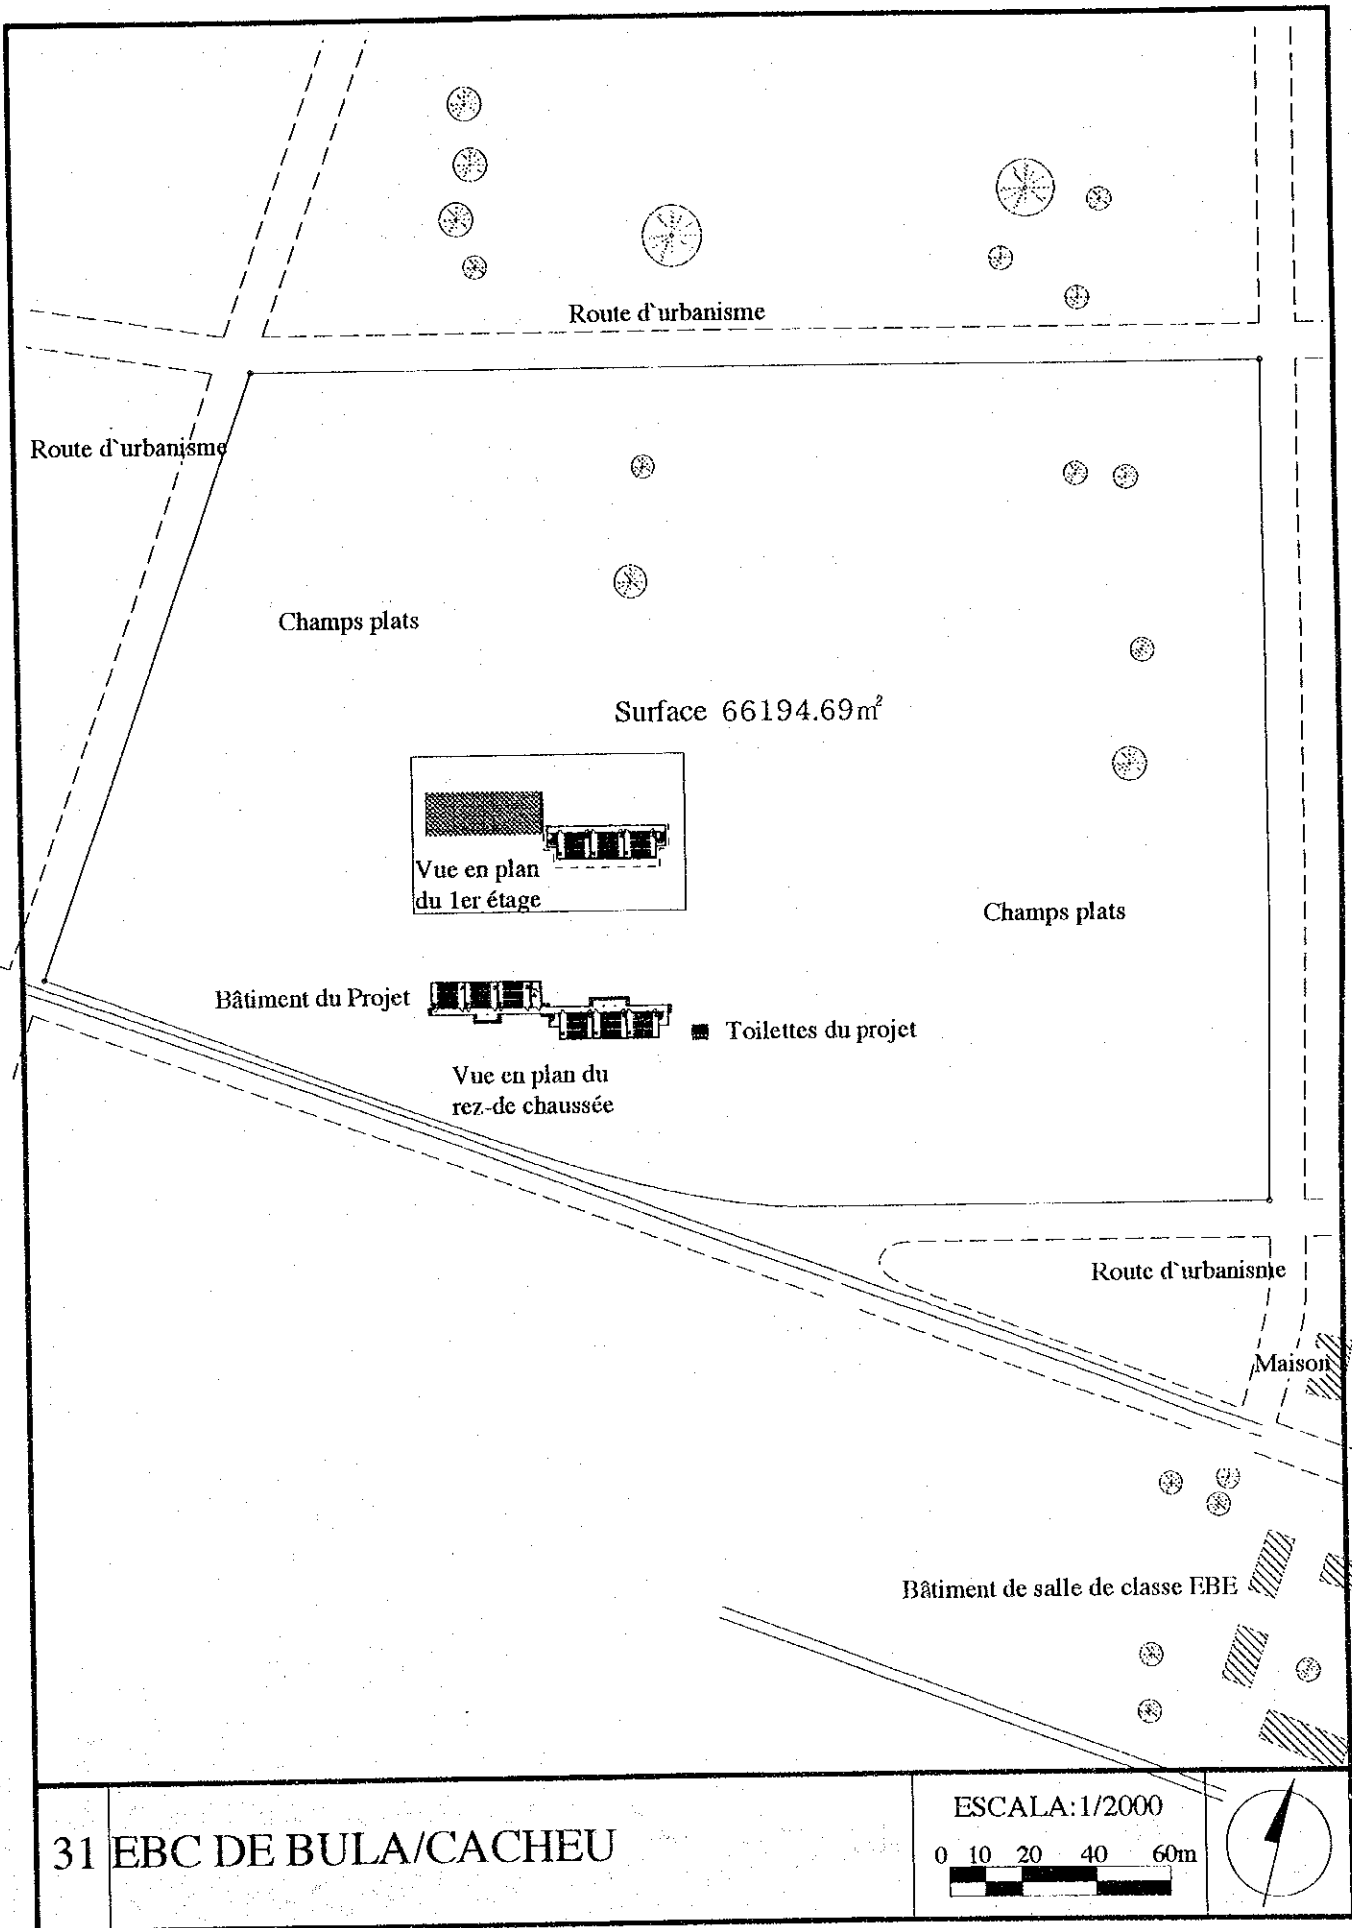 Route d`urbanisme
Route d`urbanisme
Champs plats
Surface 66194.69m²
Vue en plan
du 1er étage
Champs plats
Bâtiment du Projet
Toilettes du projet
Vue en plan du
rez-de chaussée
Route d`urbanisme
Maison
Bâtiment de salle de classe EBE
31 EBC DE BULA/CACHEU
ESCALA:1/2000
0 10 20 40 60m